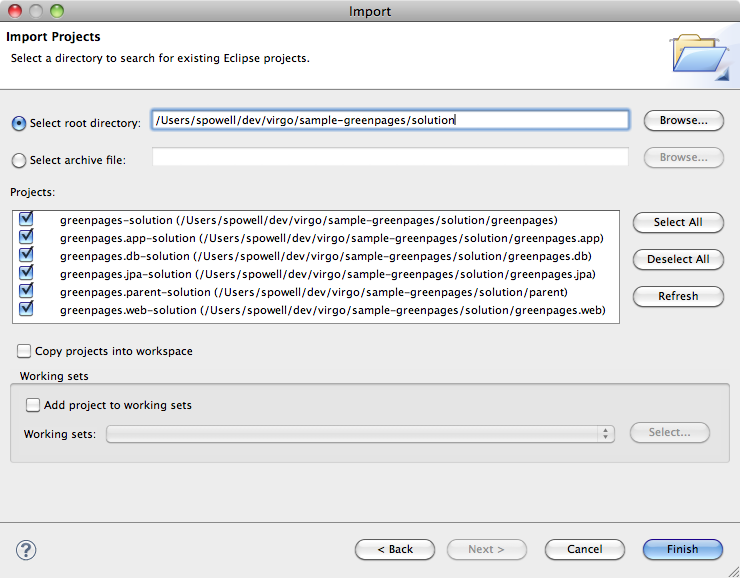 Import
Import Projects
Select a directory to search for existing Eclipse projects.
Select root directory: /Users/spowell/dev/virgo/sample-greenpages/solution Browse...
Select archive file: Browse...
Projects:
greenpages-solution (/Users/spowell/dev/virgo/sample-greenpages/solution/greenpages)
greenpages.app-solution (/Users/spowell/dev/virgo/sample-greenpages/solution/greenpages.app)
greenpages.db-solution (/Users/spowell/dev/virgo/sample-greenpages/solution/greenpages.db)
greenpages.jpa-solution (/Users/spowell/dev/virgo/sample-greenpages/solution/greenpages.jpa)
greenpages.parent-solution (/Users/spowell/dev/virgo/sample-greenpages/solution/parent)
greenpages.web-solution (/Users/spowell/dev/virgo/sample-greenpages/solution/greenpages.web)
Select All
Deselect All
Refresh
Copy projects into workspace
Working sets
Add project to working sets
Working sets: Select...
? < Back Next > Cancel Finish